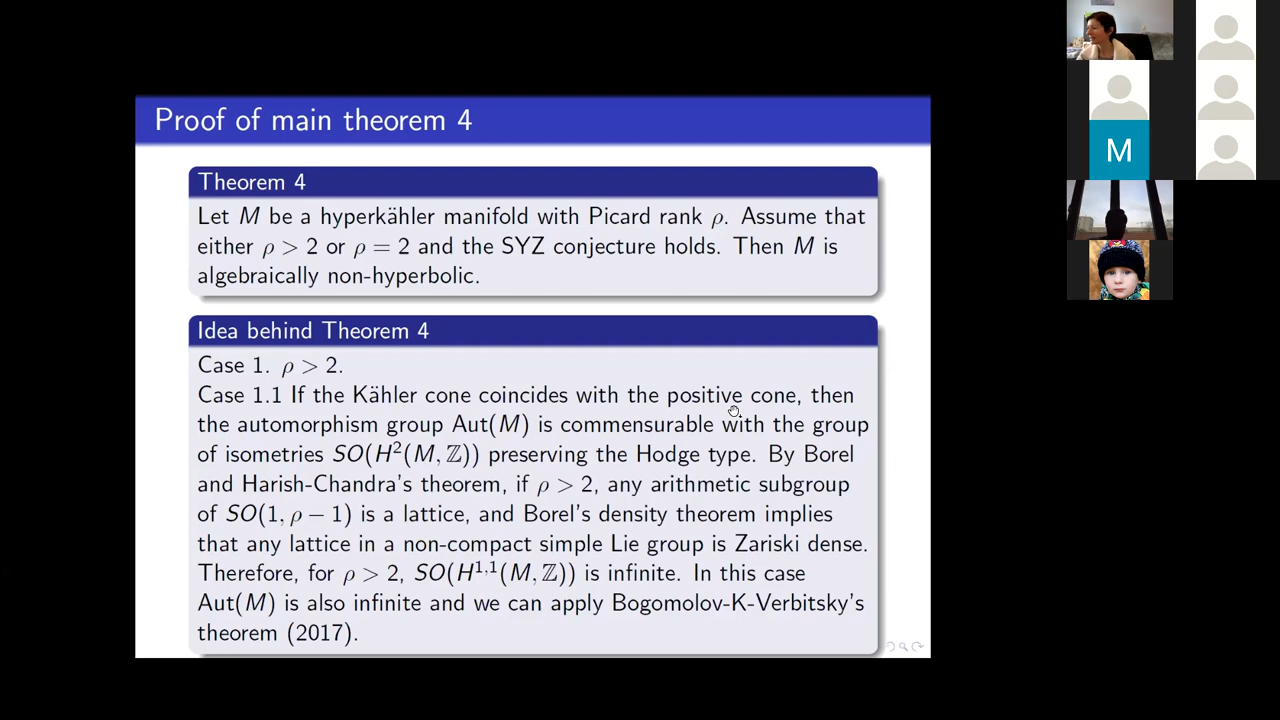 Proof of main theorem 4
Theorem 4
Let M be a hyperkähler manifold with Picard rank ρ. Assume that
either ρ > 2 or ρ = 2 and the SYZ conjecture holds. Then M is
algebraically non-hyperbolic.
Idea behind Theorem 4
Case 1. ρ > 2.
Case 1.1 If the Kähler cone coincides with the positive cone, then
the automorphism group Aut(M) is commensurable with the group
of isometries SO(H²(M, ℤ)) preserving the Hodge type. By Borel
and Harish-Chandra's theorem, if ρ > 2, any arithmetic subgroup
of SO(1, ρ − 1) is a lattice, and Borel's density theorem implies
that any lattice in a non-compact simple Lie group is Zariski dense.
Therefore, for ρ > 2, SO(H¹,¹(M, ℤ)) is infinite. In this case
Aut(M) is also infinite and we can apply Bogomolov-K-Verbitsky's
theorem (2017).
M